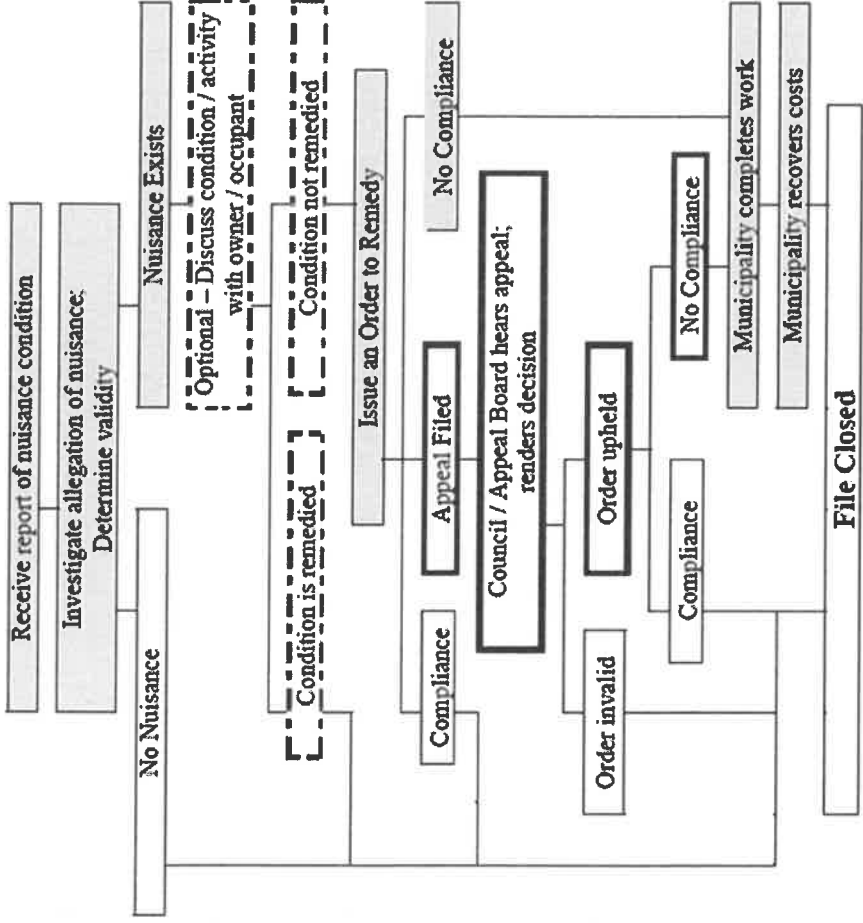 Receive report of nuisance condition
Investigate allegation of nuisance;
Determine validity
No Nuisance
Nuisance Exists
Optional – Discuss condition / activity
with owner / occupant
Condition is remedied
Condition not remedied
Issue an Order to Remedy
Compliance
Appeal Filed
No Compliance
Council / Appeal Board hears appeal;
renders decision
Order invalid
Order upheld
Compliance
No Compliance
Municipality completes work
Municipality recovers costs
File Closed